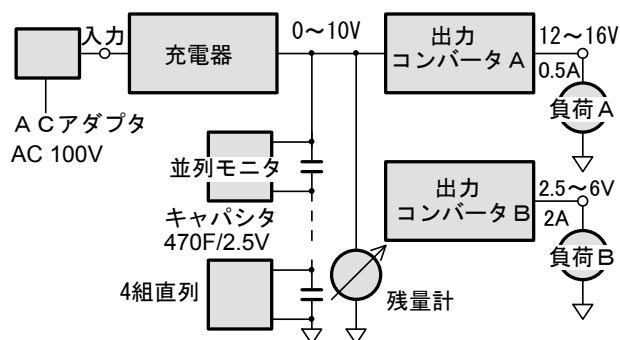 入力
充電器
0～10V
出力
コンバータA
12～16V
0.5A
負荷A
ACアダプタ
AC 100V
並列モニタ
キャパシタ
470F/2.5V
4組直列
残量計
出力
コンバータB
2.5～6V
2A
負荷B